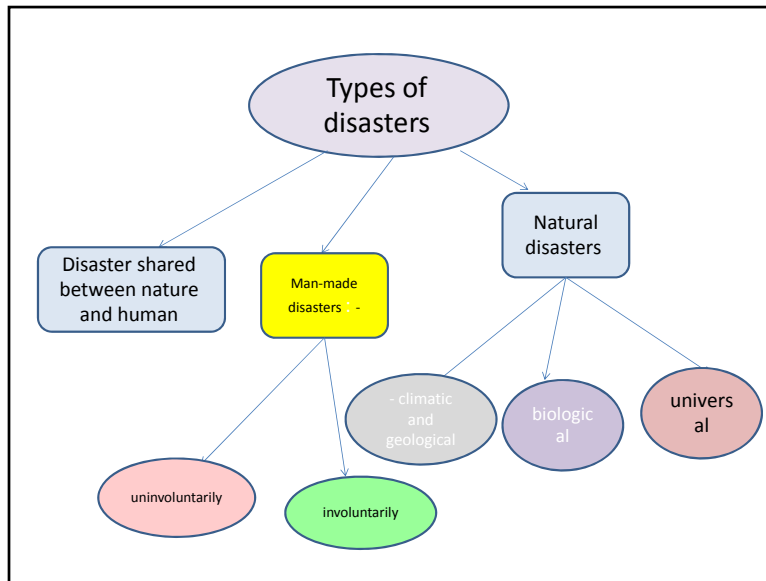 Types of
disasters
Natural
disasters
Disaster shared
between nature
and human
Man-made
disasters : -
- climatic
and
geological
biologic
al
univers
al
uninvoluntarily
involuntarily